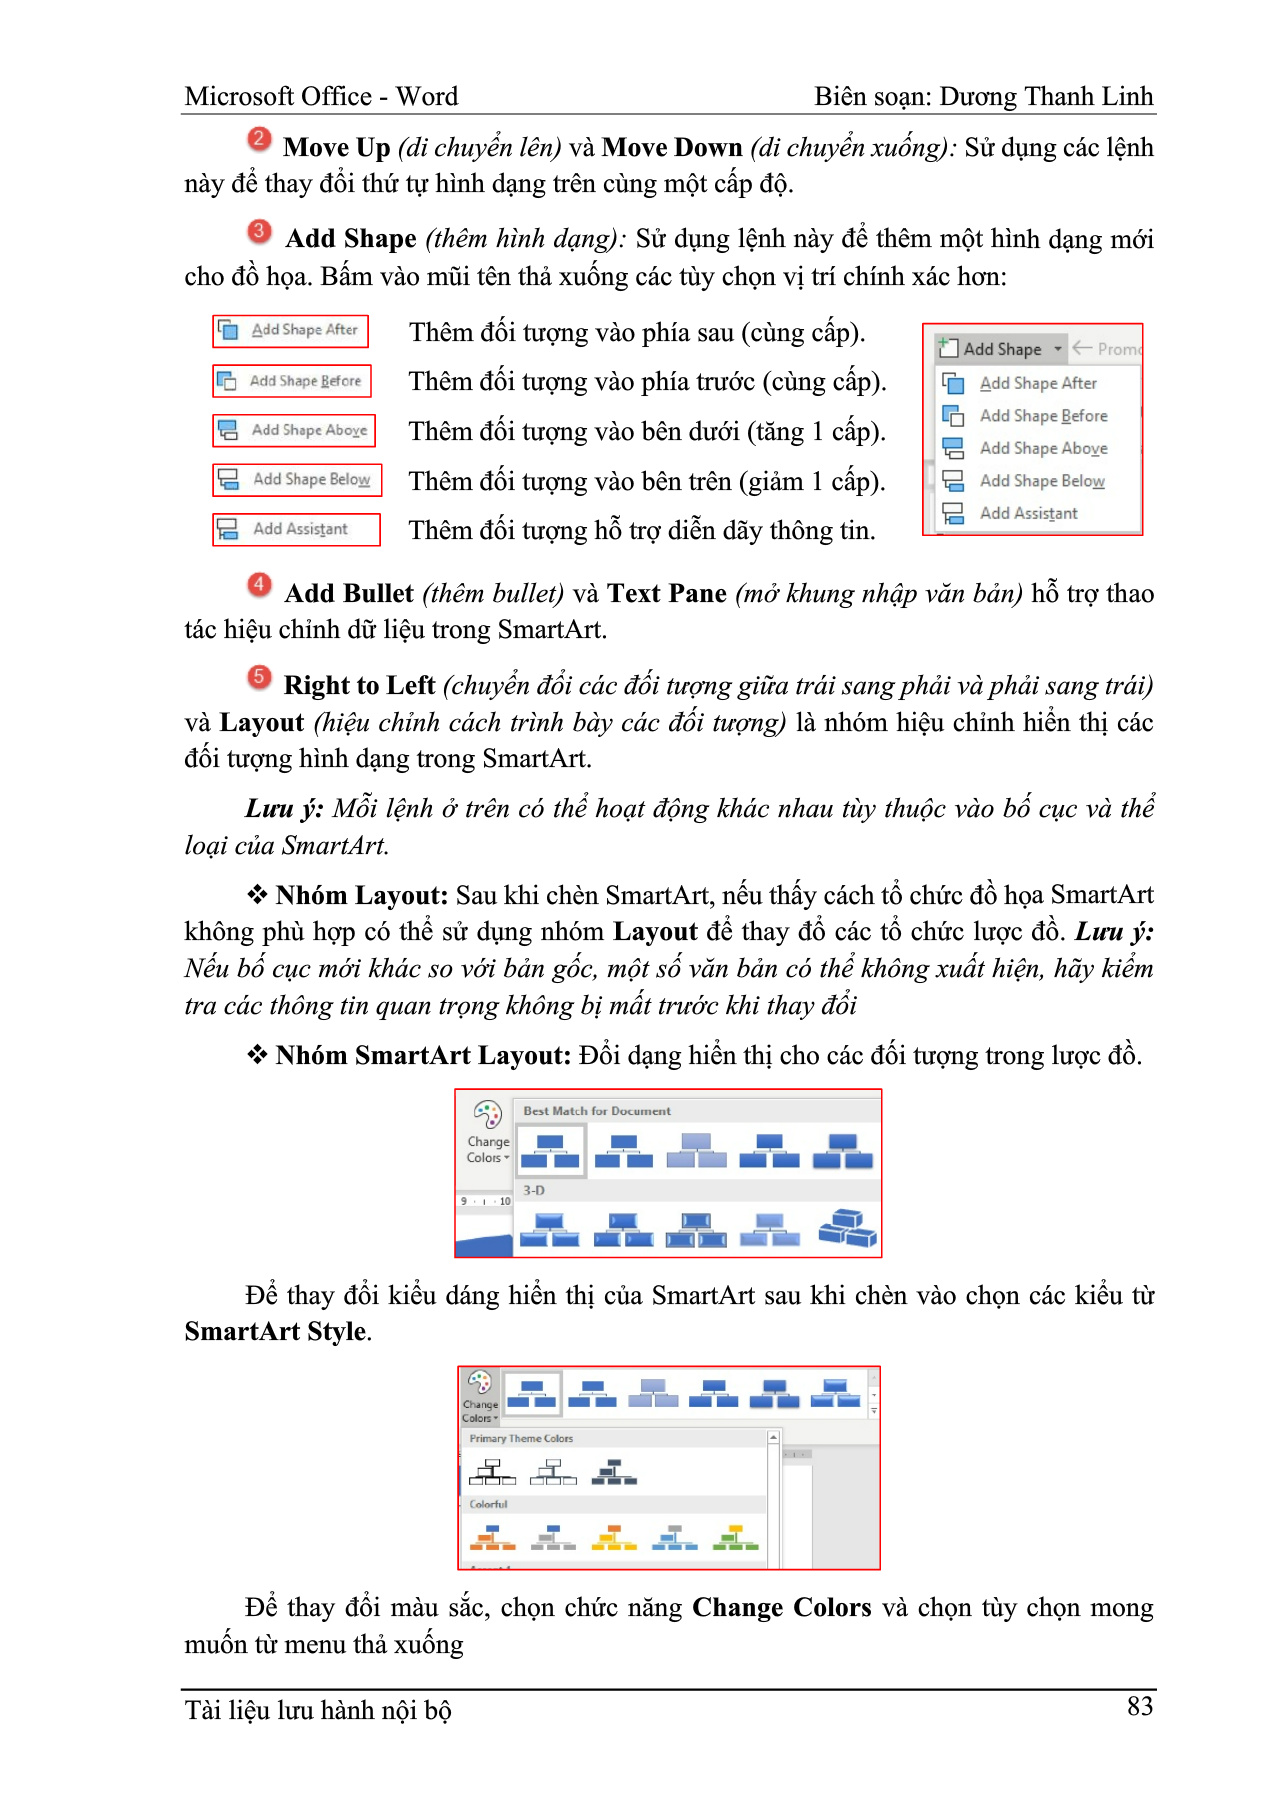 Microsoft Office - Word Biên soạn: Dương Thanh Linh
2 Move Up (di chuyển lên) và Move Down (di chuyển xuống): Sử dụng các lệnh
này để thay đổi thứ tự hình dạng trên cùng một cấp độ.
3 Add Shape (thêm hình dạng): Sử dụng lệnh này để thêm một hình dạng mới
cho đồ họa. Bấm vào mũi tên thả xuống các tùy chọn vị trí chính xác hơn:
Add Shape After Thêm đối tượng vào phía sau (cùng cấp).
Add Shape Before Thêm đối tượng vào phía trước (cùng cấp).
Add Shape Above Thêm đối tượng vào bên dưới (tăng 1 cấp).
Add Shape Below Thêm đối tượng vào bên trên (giảm 1 cấp).
Add Assistant Thêm đối tượng hỗ trợ diễn dãy thông tin.
Add Shape Promo
Add Shape After
Add Shape Before
Add Shape Above
Add Shape Below
Add Assistant
4 Add Bullet (thêm bullet) và Text Pane (mở khung nhập văn bản) hỗ trợ thao
tác hiệu chỉnh dữ liệu trong SmartArt.
5 Right to Left (chuyển đổi các đối tượng giữa trái sang phải và phải sang trái)
và Layout (hiệu chỉnh cách trình bày các đối tượng) là nhóm hiệu chỉnh hiển thị các
đối tượng hình dạng trong SmartArt.
Lưu ý: Mỗi lệnh ở trên có thể hoạt động khác nhau tùy thuộc vào bố cục và thể
loại của SmartArt.
❖ Nhóm Layout: Sau khi chèn SmartArt, nếu thấy cách tổ chức đồ họa SmartArt
không phù hợp có thể sử dụng nhóm Layout để thay đổ các tổ chức lược đồ. Lưu ý:
Nếu bố cục mới khác so với bản gốc, một số văn bản có thể không xuất hiện, hãy kiểm
tra các thông tin quan trọng không bị mất trước khi thay đổi
❖ Nhóm SmartArt Layout: Đổi dạng hiển thị cho các đối tượng trong lược đồ.
Best Match for Document
Change
Colors
3-D
9 10
Để thay đổi kiểu dáng hiển thị của SmartArt sau khi chèn vào chọn các kiểu từ
SmartArt Style.
Change
Colors
Primary Theme Colors
Colorful
Để thay đổi màu sắc, chọn chức năng Change Colors và chọn tùy chọn mong
muốn từ menu thả xuống
Tài liệu lưu hành nội bộ 83